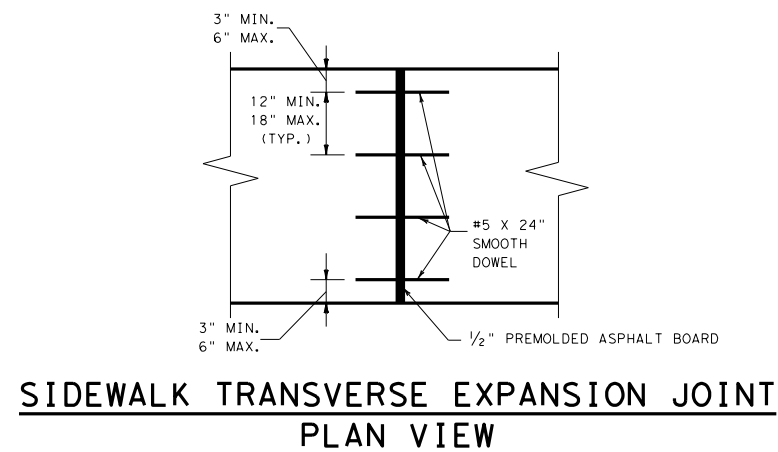 3" MIN.
6" MAX.
12" MIN.
18" MAX.
(TYP.)
#5 X 24"
SMOOTH
DOWEL
3" MIN.
6" MAX.
1/2" PREMOLDED ASPHALT BOARD
SIDEWALK TRANSVERSE EXPANSION JOINT
PLAN VIEW